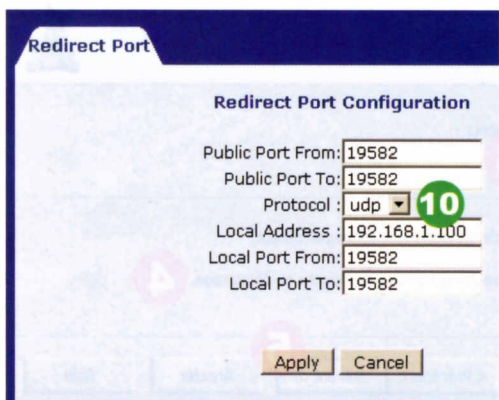 Redirect Port
Redirect Port Configuration
Public Port From: 19582
Public Port To: 19582
Protocol : udp 10
Local Address : 192.168.1.100
Local Port From: 19582
Local Port To: 19582
Apply Cancel